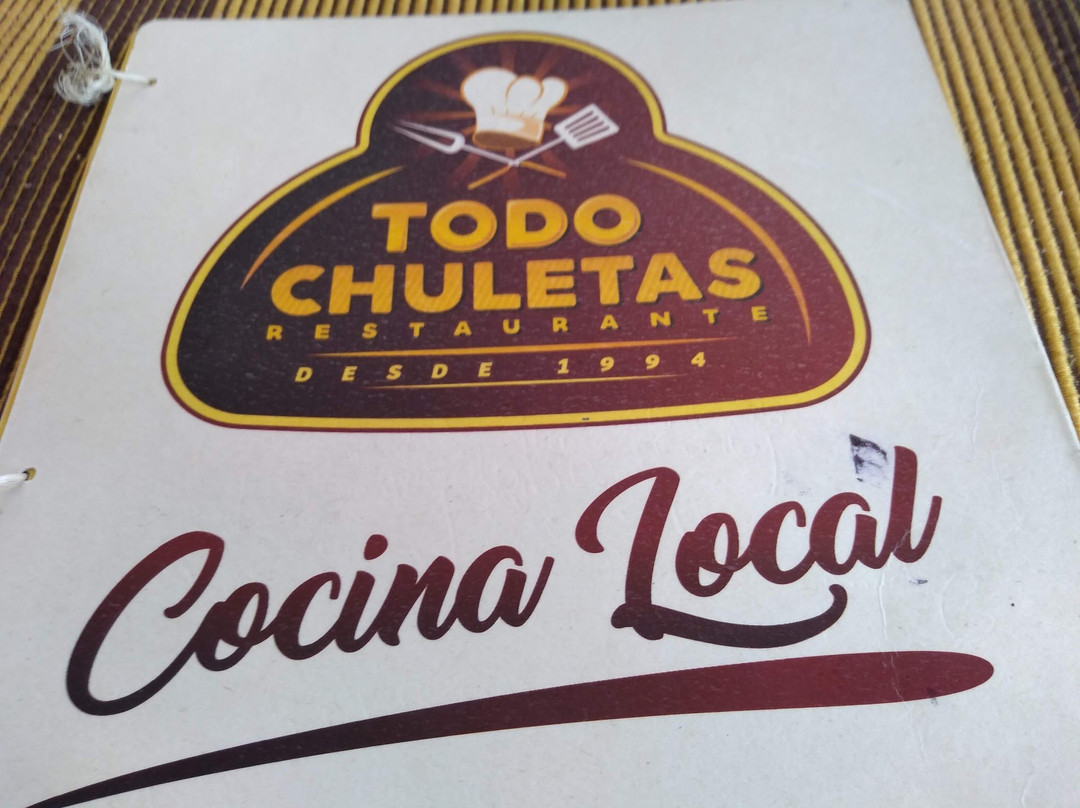 TODO
CHULETAS
RESTAURANTE
DESDE 1994
Cocina Local